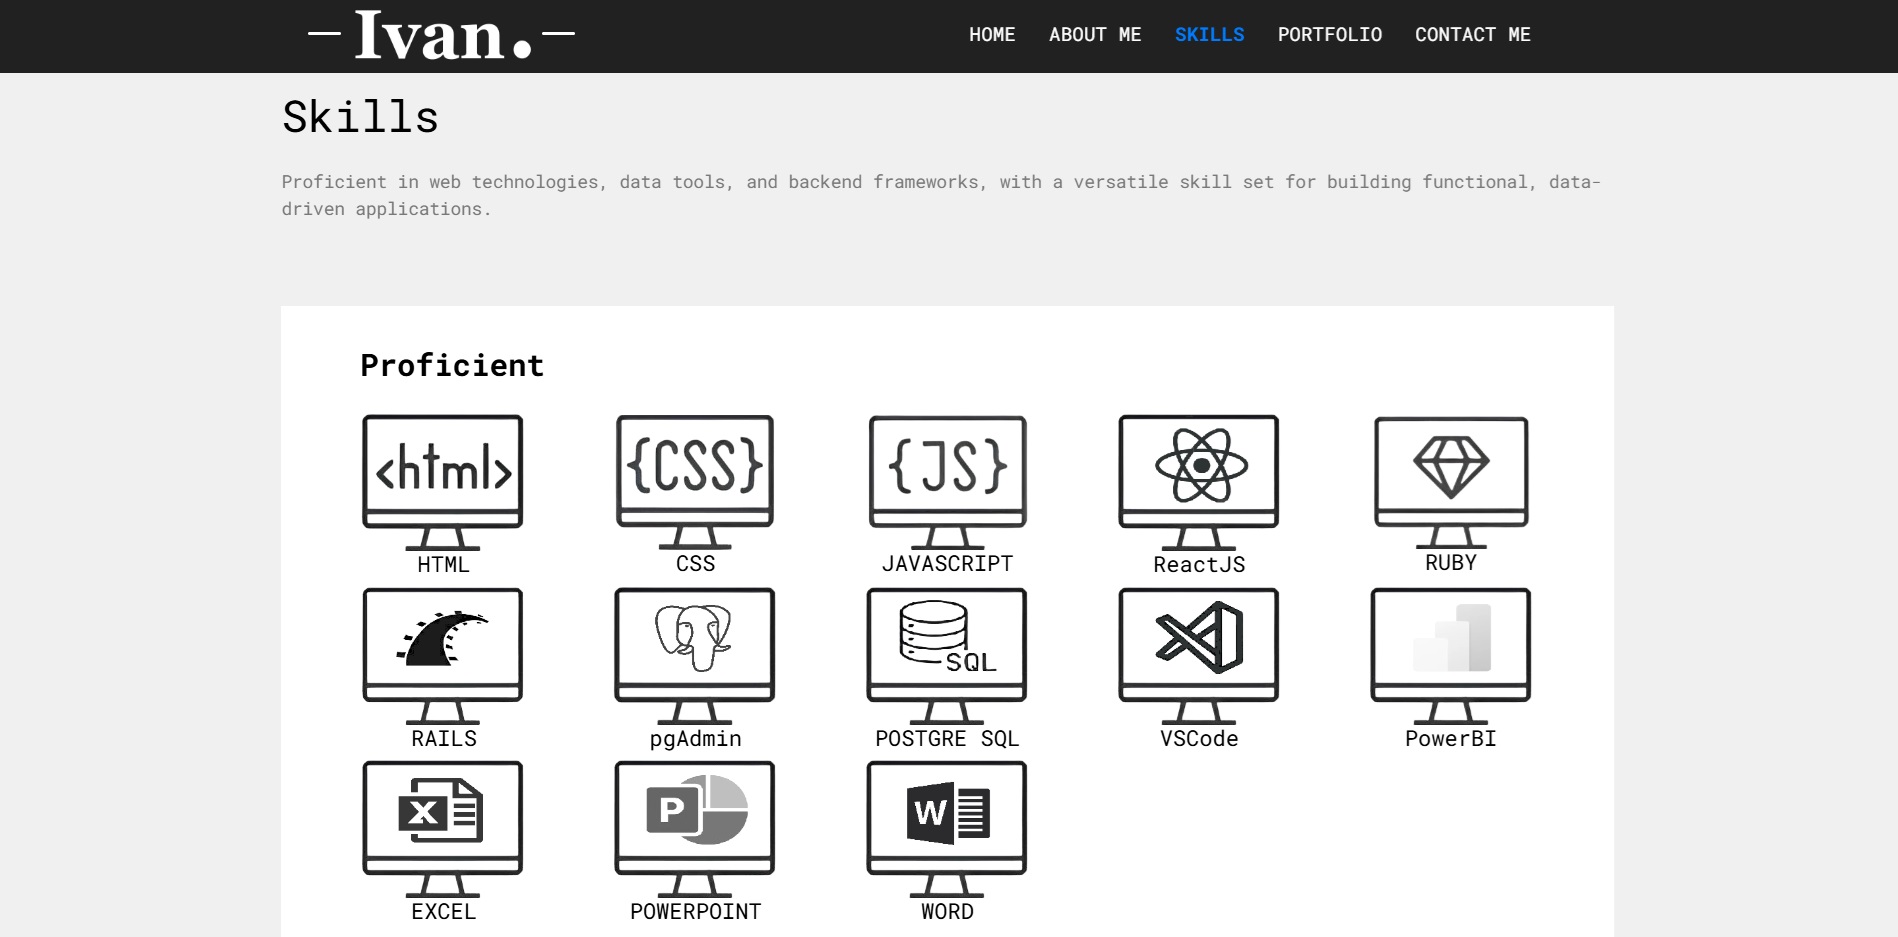 Ivan.
HOME ABOUT ME SKILLS PORTFOLIO CONTACT ME
Skills
Proficient in web technologies, data tools, and backend frameworks, with a versatile skill set for building functional, data-
driven applications.
Proficient
<html> {CSS} {JS}
HTML CSS JAVASCRIPT ReactJS RUBY
SQL
RAILS pgAdmin POSTGRE SQL VSCode PowerBI
X P W
EXCEL POWERPOINT WORD